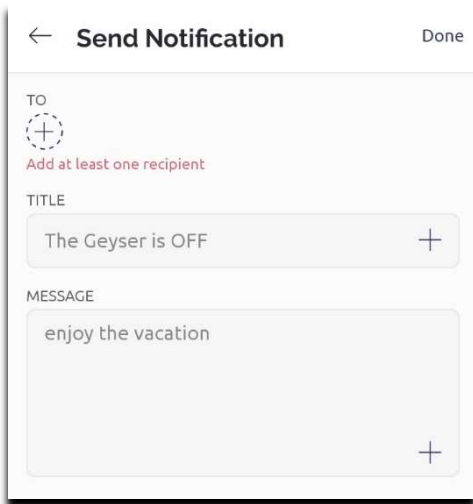 Send Notification Done
TO
Add at least one recipient
TITLE
The Geyser is OFF
MESSAGE
enjoy the vacation